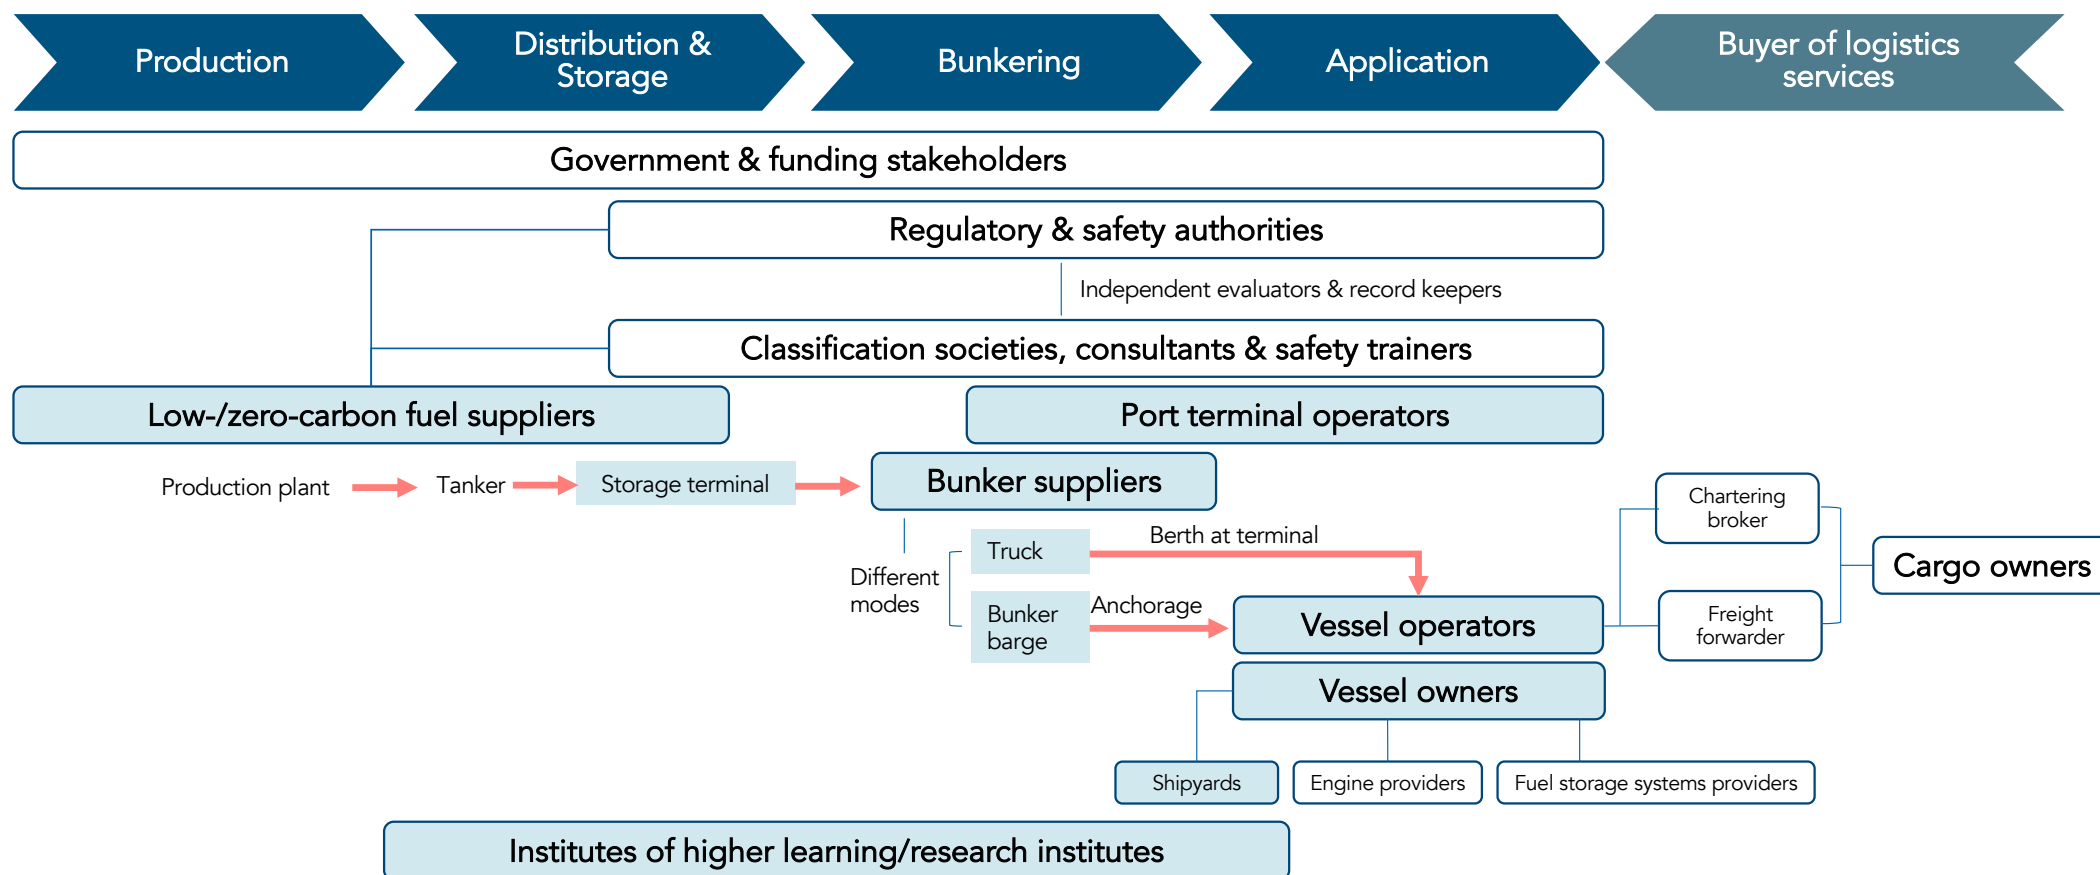 Production
Distribution &
Storage
Bunkering
Application
Buyer of logistics
services
Government & funding stakeholders
Regulatory & safety authorities
Independent evaluators & record keepers
Classification societies, consultants & safety trainers
Low-/zero-carbon fuel suppliers
Port terminal operators
Production plant
Tanker
Storage terminal
Bunker suppliers
Different
modes
Truck
Berth at terminal
Bunker
barge
Anchorage
Vessel operators
Chartering
broker
Freight
forwarder
Cargo owners
Vessel owners
Shipyards
Engine providers
Fuel storage systems providers
Institutes of higher learning/research institutes